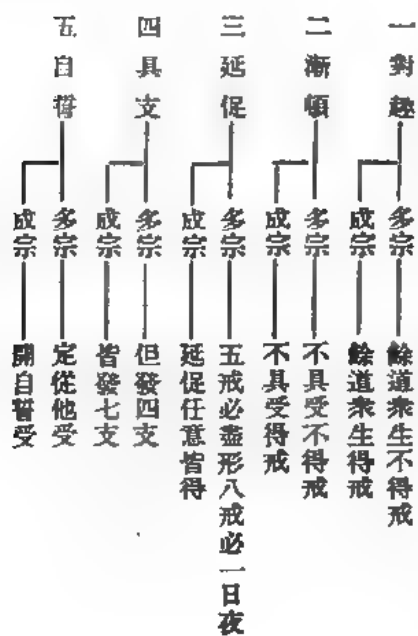 一對趣
多宗
餘道衆生不得戒
成宗
餘道衆生得戒
二漸頓
多宗
不具受不得戒
成宗
不具受得戒
三延促
多宗
五戒必盡形八戒必一日夜
成宗
延促任意皆得
四具支
多宗
但發四支
成宗
皆發七支
五自誓
多宗
定從他受
成宗
開自誓受